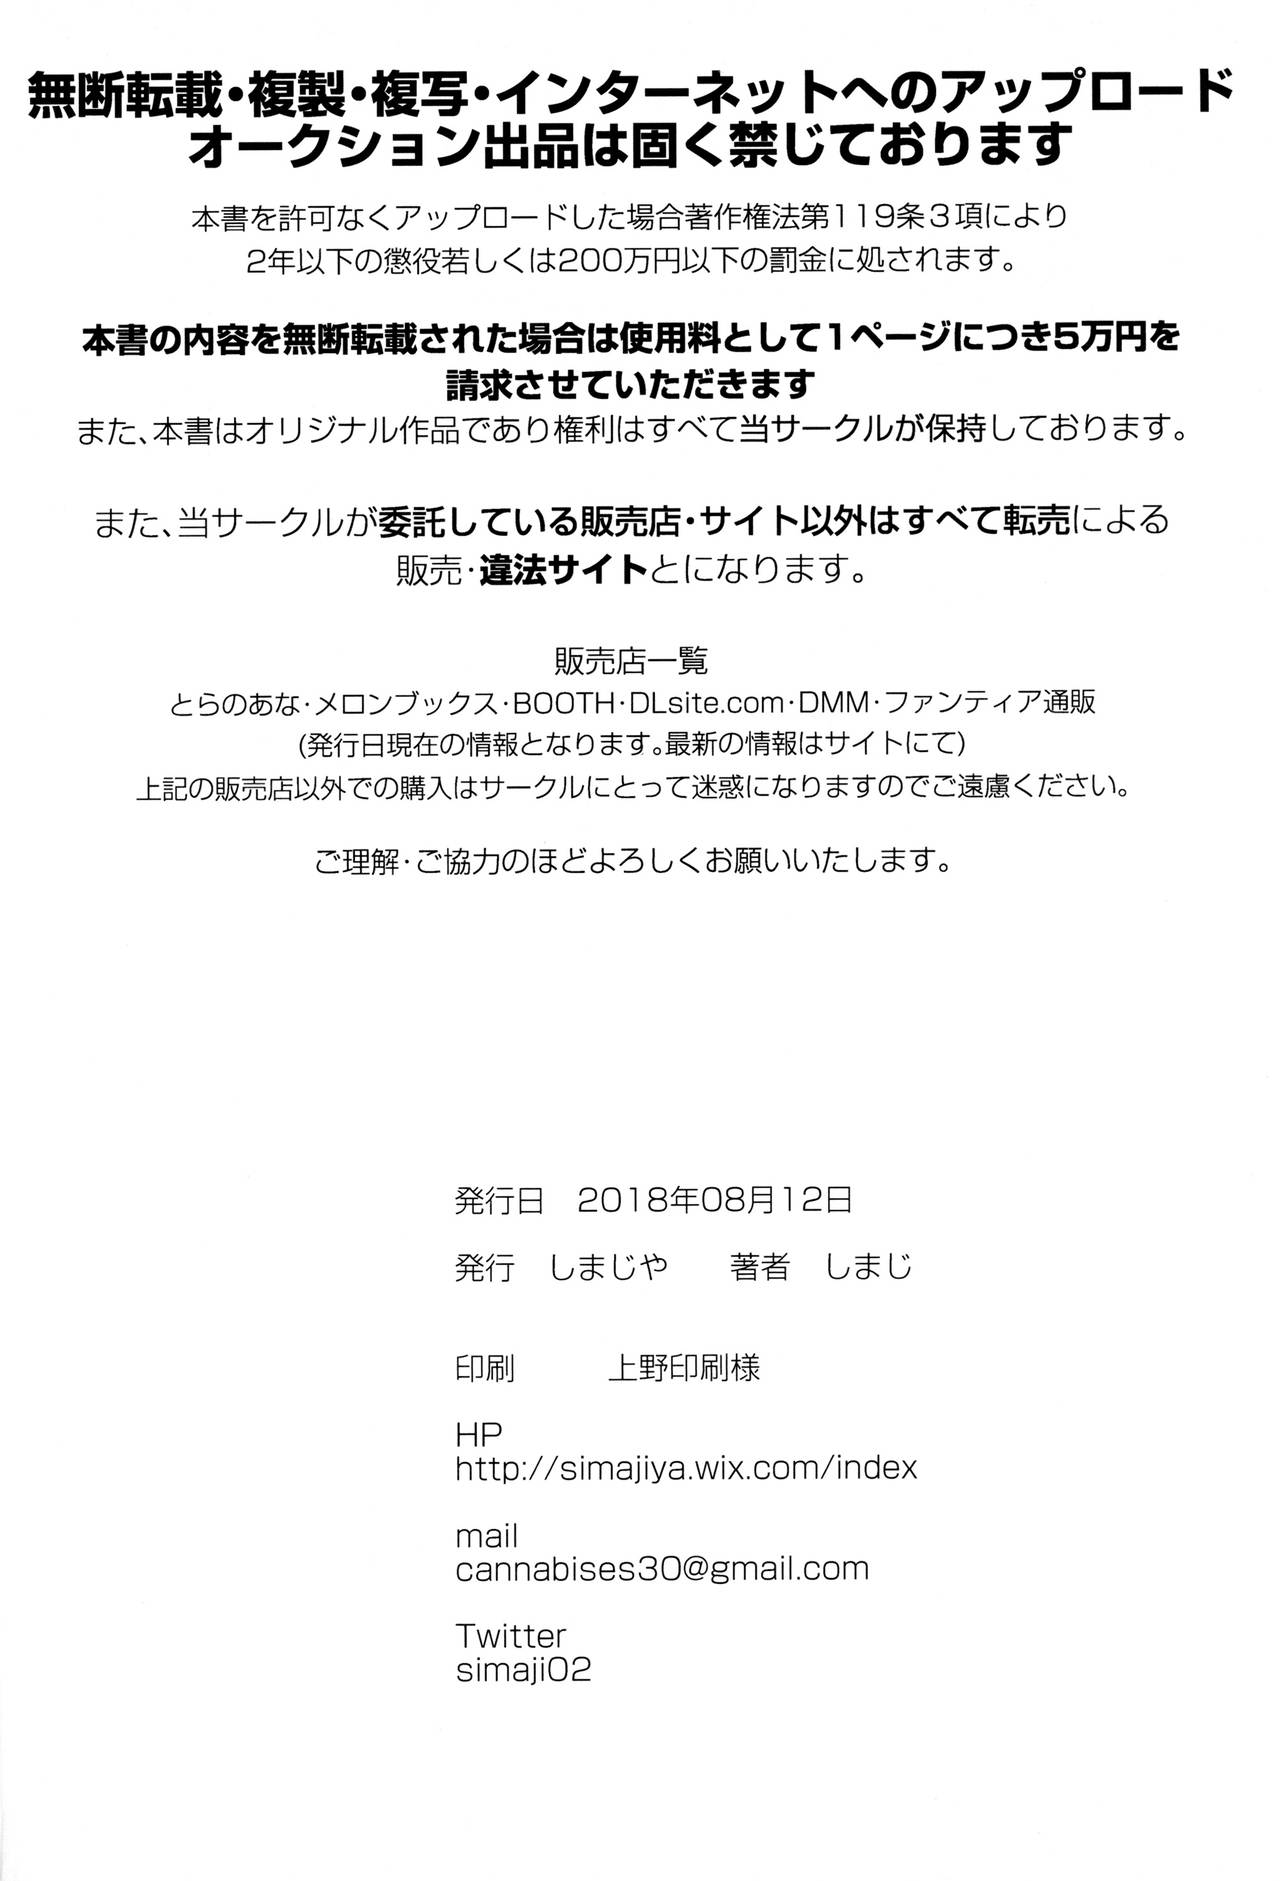 無断転載・複製・複写・インターネットへのアップロード
オークション出品は固く禁じております
本書を許可なくアップロードした場合著作権法第119条3項により
2年以下の懲役若しくは200万円以下の罰金に処されます。
本書の内容を無断転載された場合は使用料として1ページにつき5万円を
請求させていただきます
また、本書はオリジナル作品であり権利はすべて当サークルが保持しております。
また、当サークルが委託している販売店・サイト以外はすべて転売による
販売・違法サイトとになります。
販売店一覧
とらのあな・メロンブックス・BOOTH・DLsite.com・DMM・ファンティア通販
(発行日現在の情報となります。最新の情報はサイトにて)
上記の販売店以外での購入はサークルにとって迷惑になりますのでご遠慮ください。
ご理解・ご協力のほどよろしくお願いいたします。
発行日　2018年08月12日
発行　しまじや　　著者　しまじ
印刷　　　上野印刷様
HP
http://simajiya.wix.com/index
mail
cannabises30@gmail.com
Twitter
simaji02